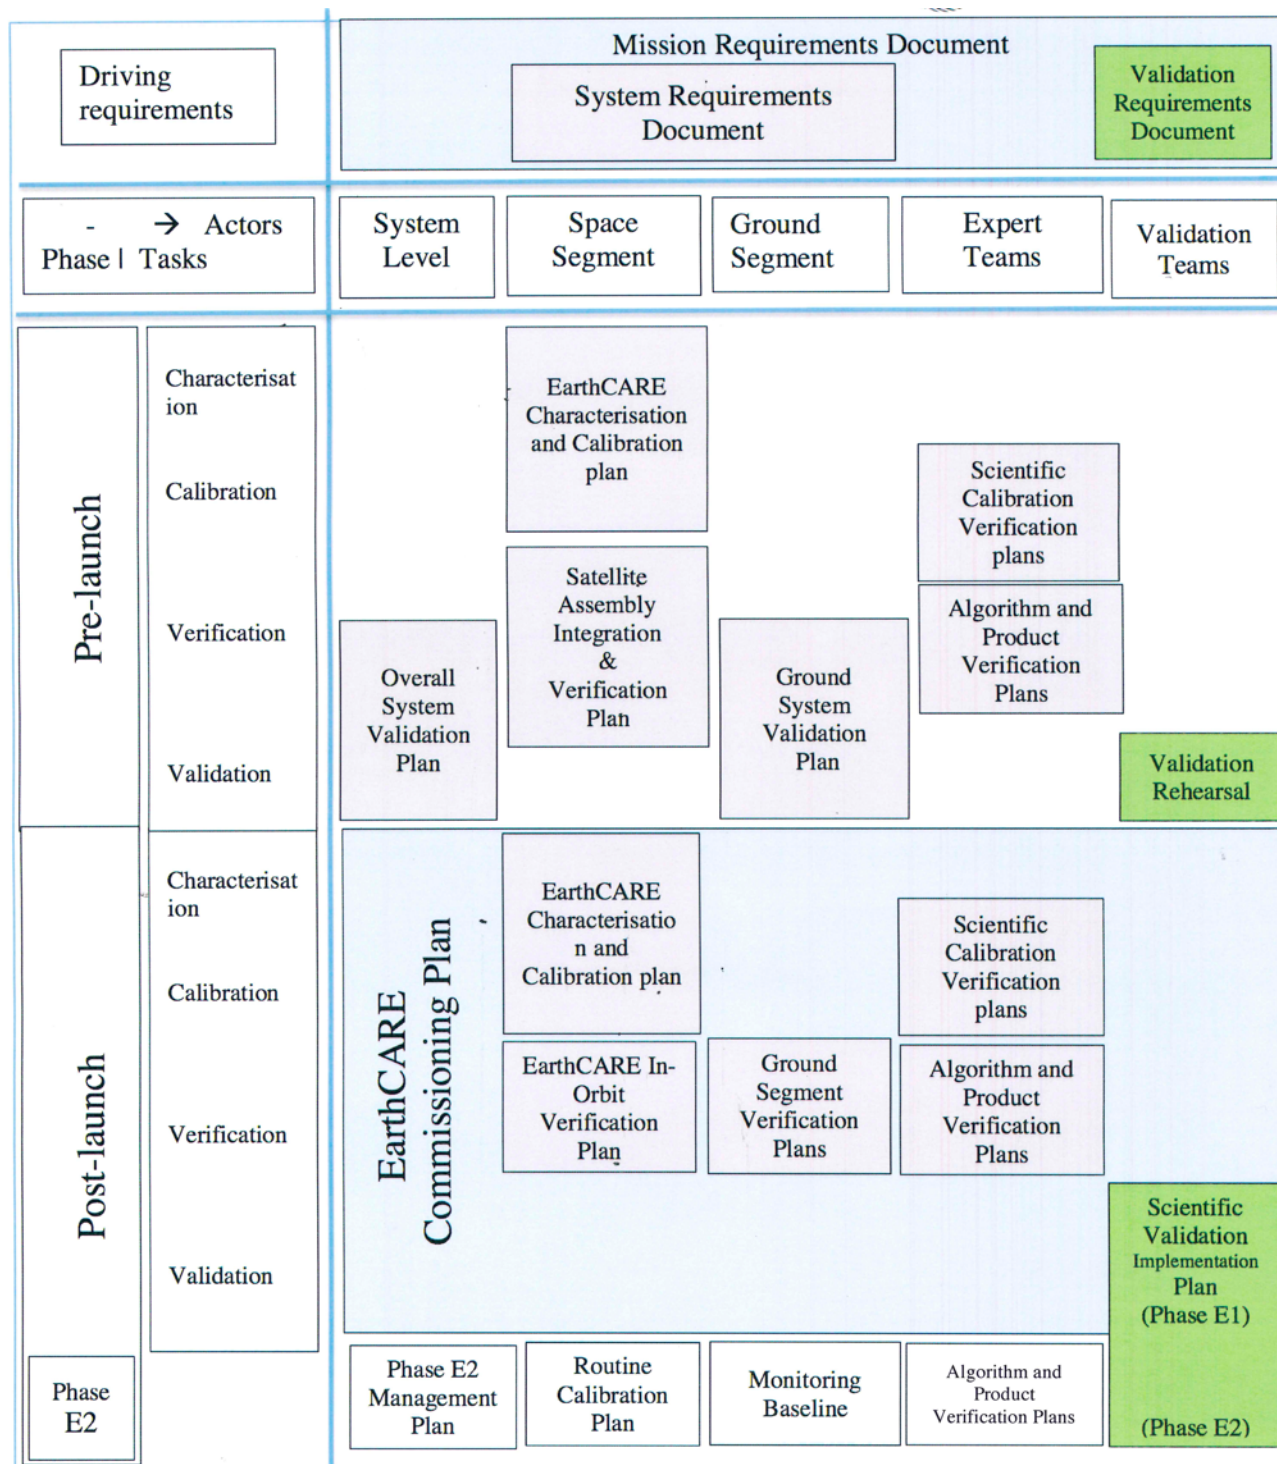 Mission Requirements Document
Driving
requirements
System Requirements
Document
Validation
Requirements
Document
- → Actors
Phase | Tasks
System
Level
Space
Segment
Ground
Segment
Expert
Teams
Validation
Teams
Pre-launch
Characterisat
ion
Calibration
Verification
Validation
Overall
System
Validation
Plan
EarthCARE
Characterisation
and Calibration
plan
Satellite
Assembly
Integration
&
Verification
Plan
Ground
System
Validation
Plan
Scientific
Calibration
Verification
plans
Algorithm and
Product
Verification
Plans
Validation
Rehearsal
Post-launch
Characterisat
ion
Calibration
Verification
Validation
EarthCARE
Commissioning Plan
EarthCARE
Characterisatio
n and
Calibration plan
EarthCARE In-
Orbit
Verification
Plan
Ground
Segment
Verification
Plans
Scientific
Calibration
Verification
plans
Algorithm and
Product
Verification
Plans
Scientific
Validation
Implementation
Plan
(Phase E1)
(Phase E2)
Phase
E2
Phase E2
Management
Plan
Routine
Calibration
Plan
Monitoring
Baseline
Algorithm and
Product
Verification Plans